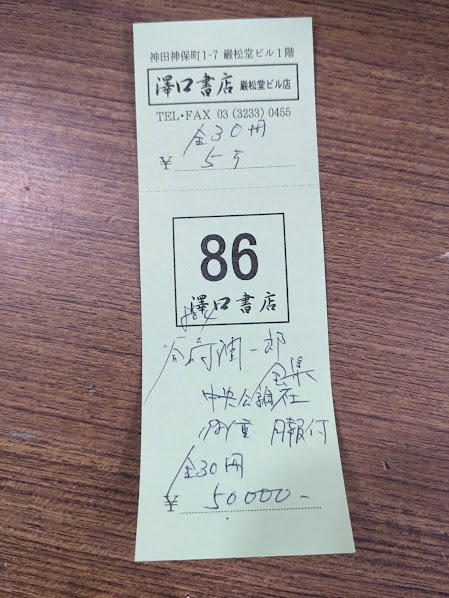 神田神保町1-7 巖松堂ビル1階
澤口書店 巖松堂ビル店
TEL・FAX 03(3233)0455
全30冊
¥ 5万
86
澤口書店
谷崎潤一郎
全集
中央公論社
月報付
全30冊
¥ 50000-